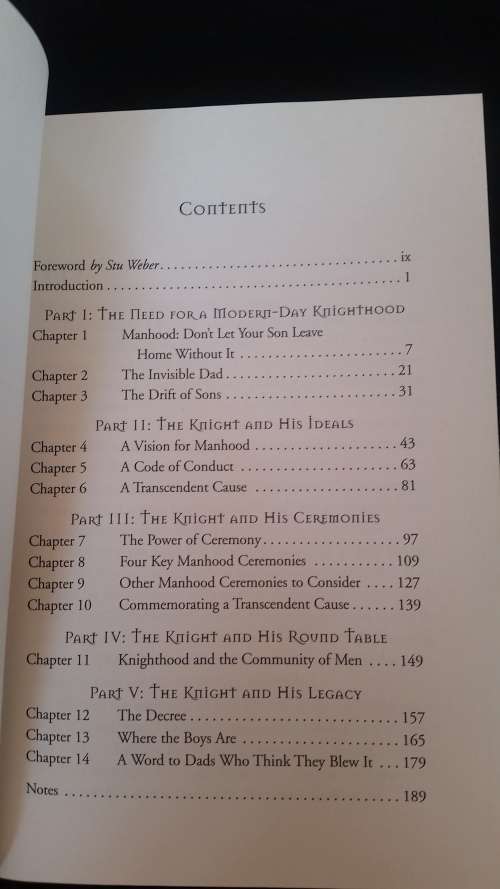 Contents
Foreword by Stu Weber. . . . . . . . . . . . . . . . . . . . . . . . . . . . . . . . . ix
Introduction . . . . . . . . . . . . . . . . . . . . . . . . . . . . . . . . . . . . . . . . . 1
Part I: The Need for a Modern-Day Knighthood
Chapter 1 Manhood: Don't Let Your Son Leave
Home Without It . . . . . . . . . . . . . . . . . . . . . . . 7
Chapter 2 The Invisible Dad . . . . . . . . . . . . . . . . . . . . . . . . 21
Chapter 3 The Drift of Sons . . . . . . . . . . . . . . . . . . . . . . . . 31
Part II: The Knight and His Ideals
Chapter 4 A Vision for Manhood . . . . . . . . . . . . . . . . . . . . 43
Chapter 5 A Code of Conduct . . . . . . . . . . . . . . . . . . . . . . 63
Chapter 6 A Transcendent Cause . . . . . . . . . . . . . . . . . . . . 81
Part III: The Knight and His Ceremonies
Chapter 7 The Power of Ceremony. . . . . . . . . . . . . . . . . . . 97
Chapter 8 Four Key Manhood Ceremonies . . . . . . . . . . . 109
Chapter 9 Other Manhood Ceremonies to Consider . . . . 127
Chapter 10 Commemorating a Transcendent Cause . . . . . . 139
Part IV: The Knight and His Round Table
Chapter 11 Knighthood and the Community of Men . . . . 149
Part V: The Knight and His Legacy
Chapter 12 The Decree . . . . . . . . . . . . . . . . . . . . . . . . . . . . . 157
Chapter 13 Where the Boys Are . . . . . . . . . . . . . . . . . . . . . . 165
Chapter 14 A Word to Dads Who Think They Blew It . . . 179
Notes . . . . . . . . . . . . . . . . . . . . . . . . . . . . . . . . . . . . . . . . . . . . . . . 189